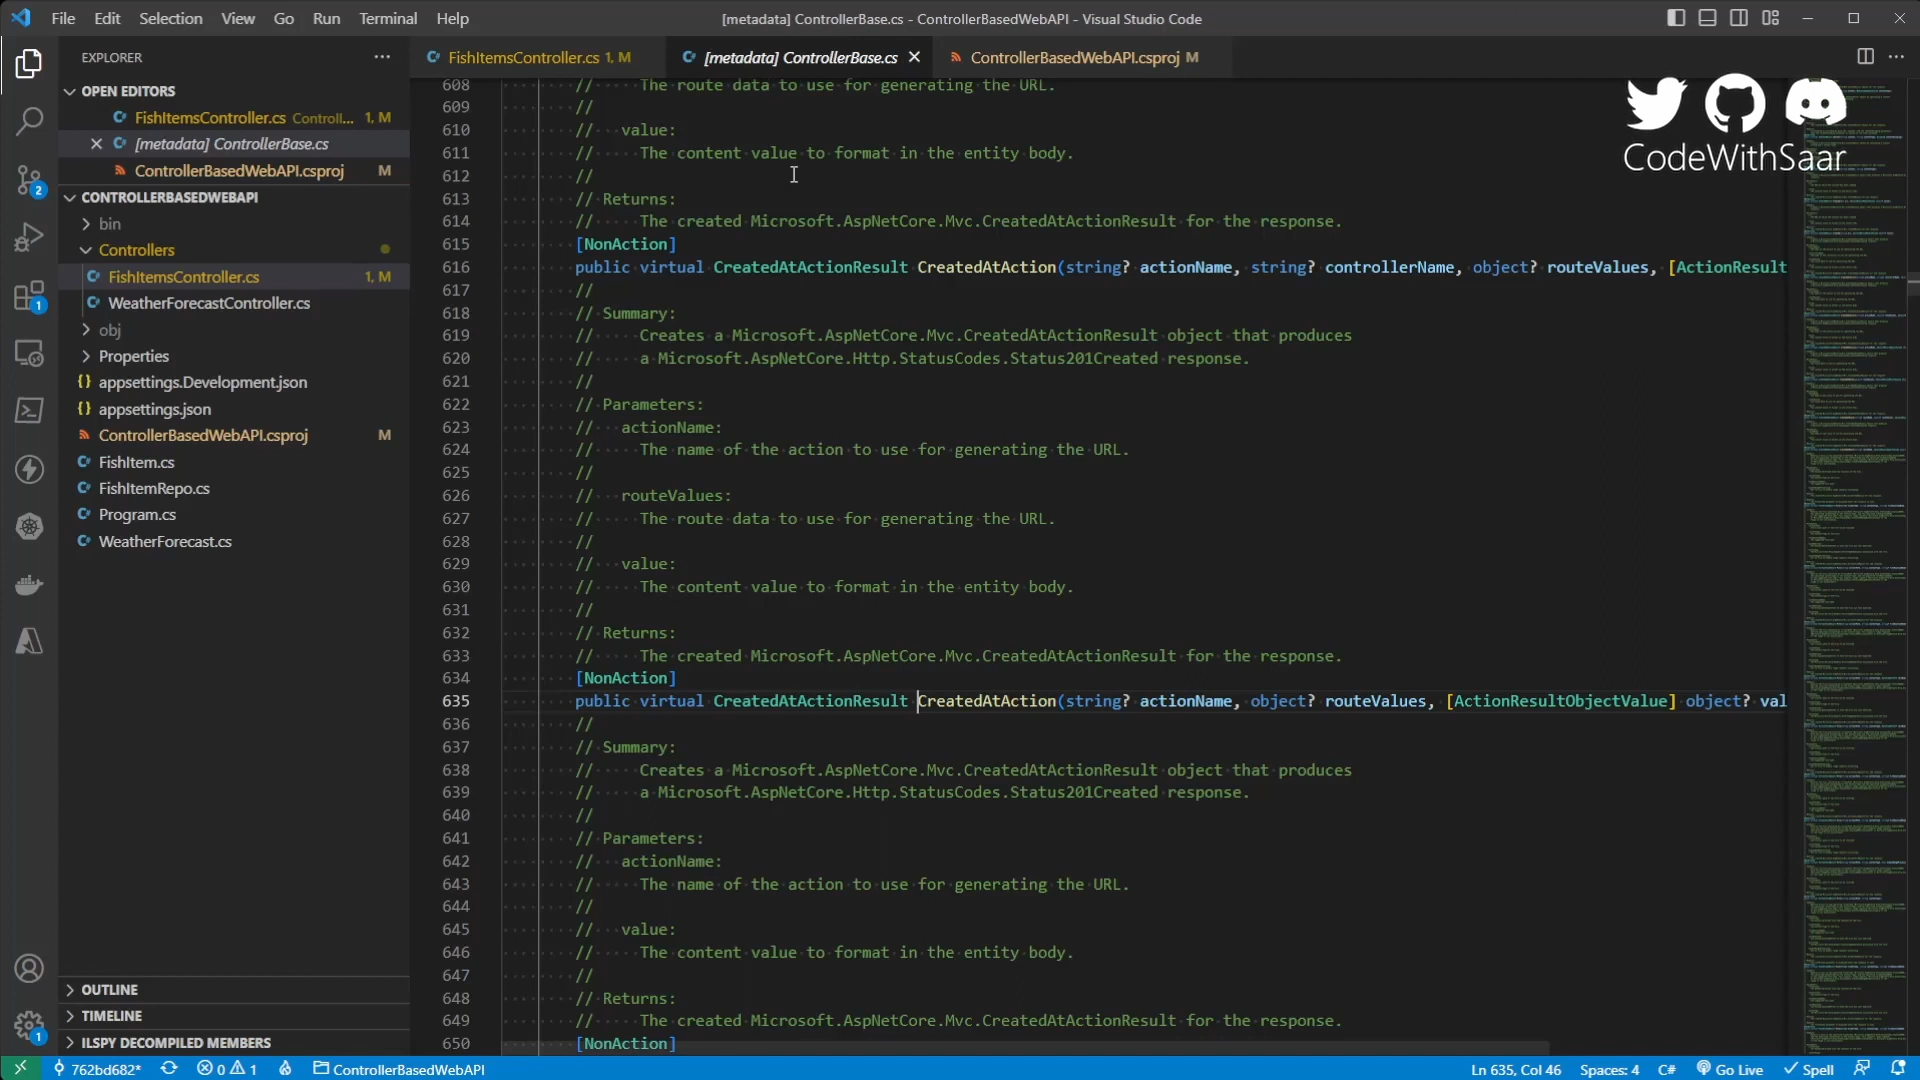 File Edit Selection View Go Run Terminal Help
[metadata] ControllerBase.cs - ControllerBasedWebAPI - Visual Studio Code
EXPLORER
OPEN EDITORS
FishItemsController.cs Controll... 1, M
[metadata] ControllerBase.cs
ControllerBasedWebAPI.csproj M
CONTROLLERBASEDWEBAPI
bin
Controllers
FishItemsController.cs 1, M
WeatherForecastController.cs
obj
Properties
appsettings.Development.json
appsettings.json
ControllerBasedWebAPI.csproj M
FishItem.cs
FishItemRepo.cs
Program.cs
WeatherForecast.cs
OUTLINE
TIMELINE
ILSPY DECOMPILED MEMBERS
2
1
1
FishItemsController.cs 1, M
[metadata] ControllerBase.cs
ControllerBasedWebAPI.csproj M
CodeWithSaar
608 // The route data to use for generating the URL.
609 //
610 // value:
611 // The content value to format in the entity body.
612 //
613 // Returns:
614 // The created Microsoft.AspNetCore.Mvc.CreatedAtActionResult for the response.
615 [NonAction]
616 public virtual CreatedAtActionResult CreatedAtAction(string? actionName, string? controllerName, object? routeValues, [ActionResult
617 //
618 // Summary:
619 // Creates a Microsoft.AspNetCore.Mvc.CreatedAtActionResult object that produces
620 // a Microsoft.AspNetCore.Http.StatusCodes.Status201Created response.
621 //
622 // Parameters:
623 // actionName:
624 // The name of the action to use for generating the URL.
625 //
626 // routeValues:
627 // The route data to use for generating the URL.
628 //
629 // value:
630 // The content value to format in the entity body.
631 //
632 // Returns:
633 // The created Microsoft.AspNetCore.Mvc.CreatedAtActionResult for the response.
634 [NonAction]
635 public virtual CreatedAtActionResult CreatedAtAction(string? actionName, object? routeValues, [ActionResultObjectValue] object? val
636 //
637 // Summary:
638 // Creates a Microsoft.AspNetCore.Mvc.CreatedAtActionResult object that produces
639 // a Microsoft.AspNetCore.Http.StatusCodes.Status201Created response.
640 //
641 // Parameters:
642 // actionName:
643 // The name of the action to use for generating the URL.
644 //
645 // value:
646 // The content value to format in the entity body.
647 //
648 // Returns:
649 // The created Microsoft.AspNetCore.Mvc.CreatedAtActionResult for the response.
650 [NonAction]
762bd682* 0 1 ControllerBasedWebAPI Ln 635, Col 46 Spaces: 4 C# Go Live Spell